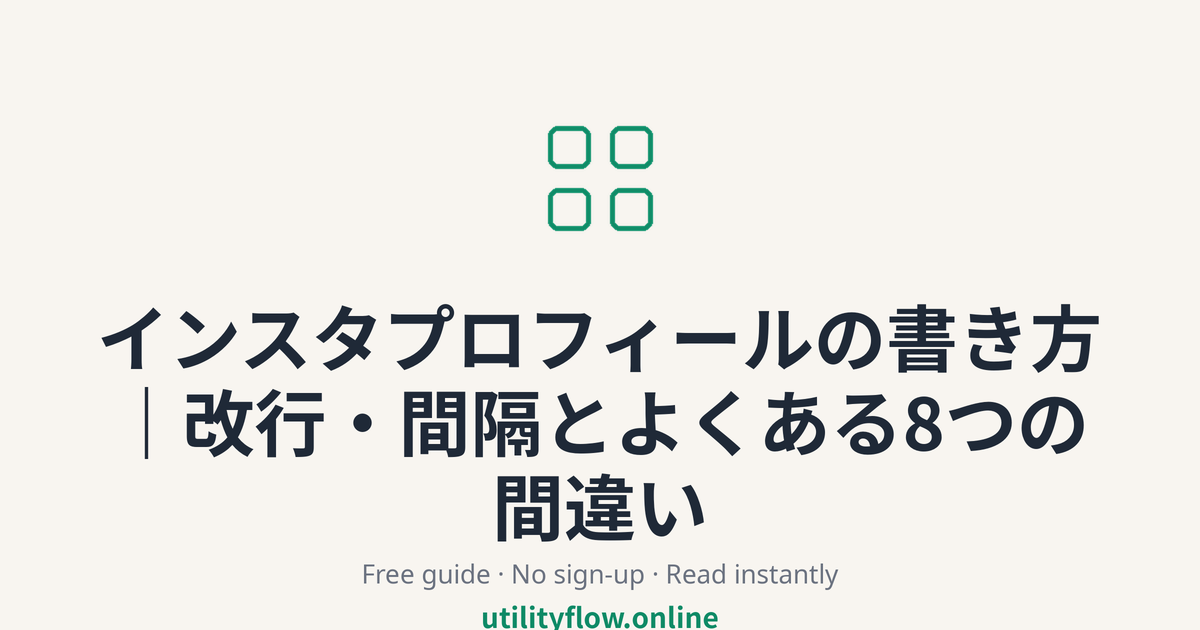 インスタプロフィールの書き方
｜改行・間隔とよくある8つの
間違い
Free guide · No sign-up · Read instantly
utilityflow.online